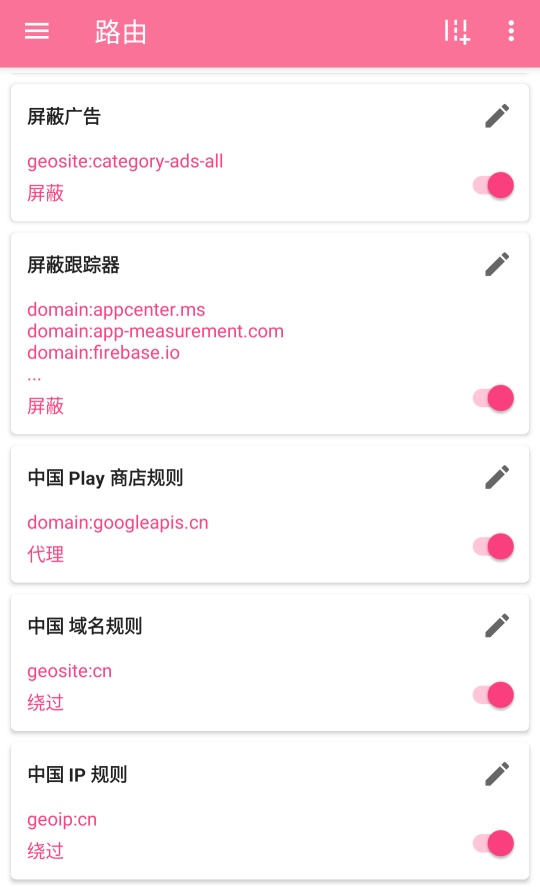 路由
屏蔽广告
geosite:category-ads-all
屏蔽
屏蔽跟踪器
domain:appcenter.ms
domain:app-measurement.com
domain:firebase.io
...
屏蔽
中国 Play 商店规则
domain:googleapis.cn
代理
中国 域名规则
geosite:cn
绕过
中国 IP 规则
geoip:cn
绕过